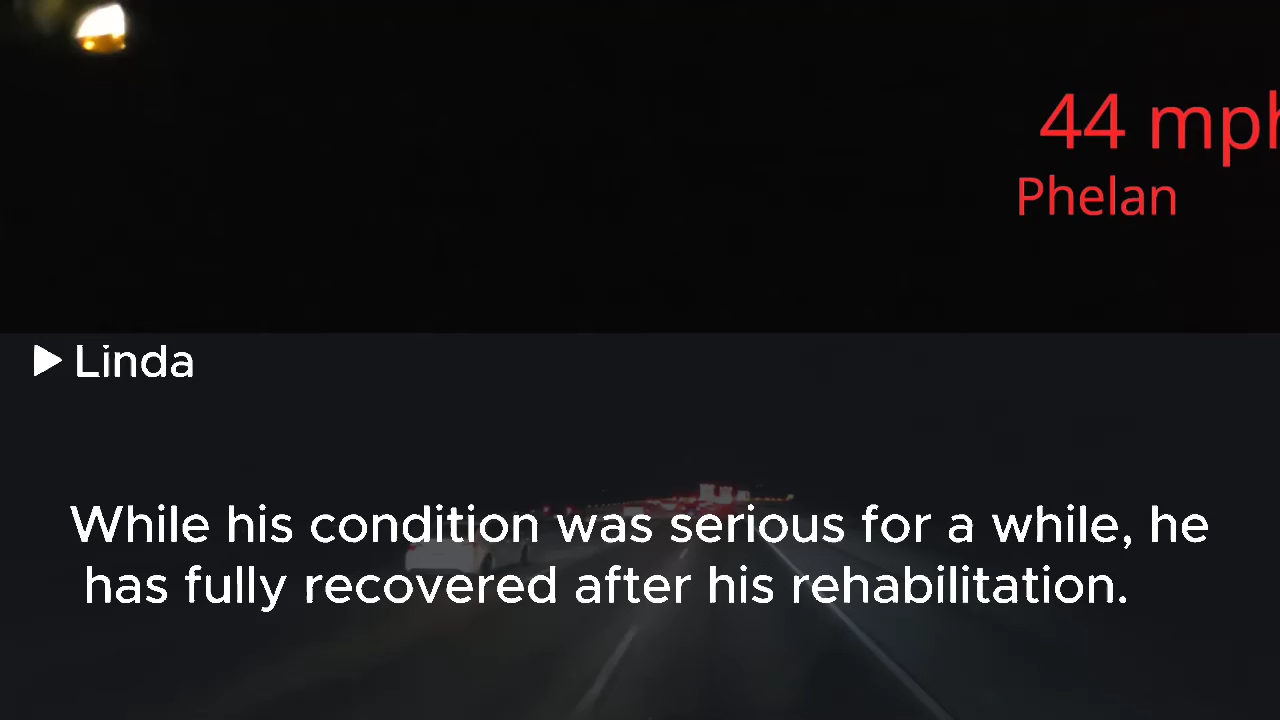 44 mph
Phelan
Linda
While his condition was serious for a while, he
has fully recovered after his rehabilitation.